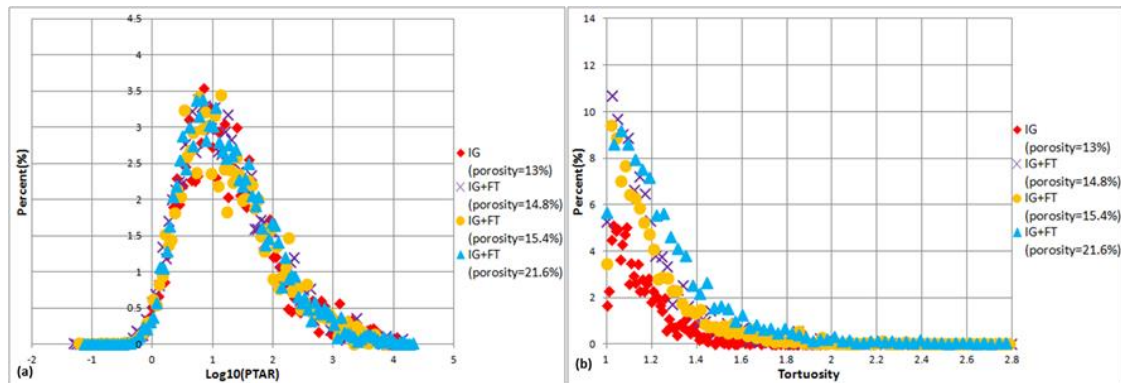 4.5
4
3.5
3
2.5
2
1.5
1
0.5
0
Percent(%)
-2 -1 0 1 2 3 4 5
(a) Log10(PTAR)
IG
(porosity=13%)
IG+FT
(porosity=14.8%)
IG+FT
(porosity=15.4%)
IG+FT
(porosity=21.6%)
14
12
10
8
6
4
2
0
Percent(%)
1 1.2 1.4 1.6 1.8 2 2.2 2.4 2.6 2.8
(b) Tortuosity
IG
(porosity=13%)
IG+FT
(porosity=14.8%)
IG+FT
(porosity=15.4%)
IG+FT
(porosity=21.6%)